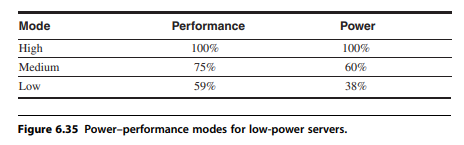 Mode Performance Power
High 100% 100%
Medium 75% 60%
Low 59% 38%
Figure 6.35 Power–performance modes for low-power servers.